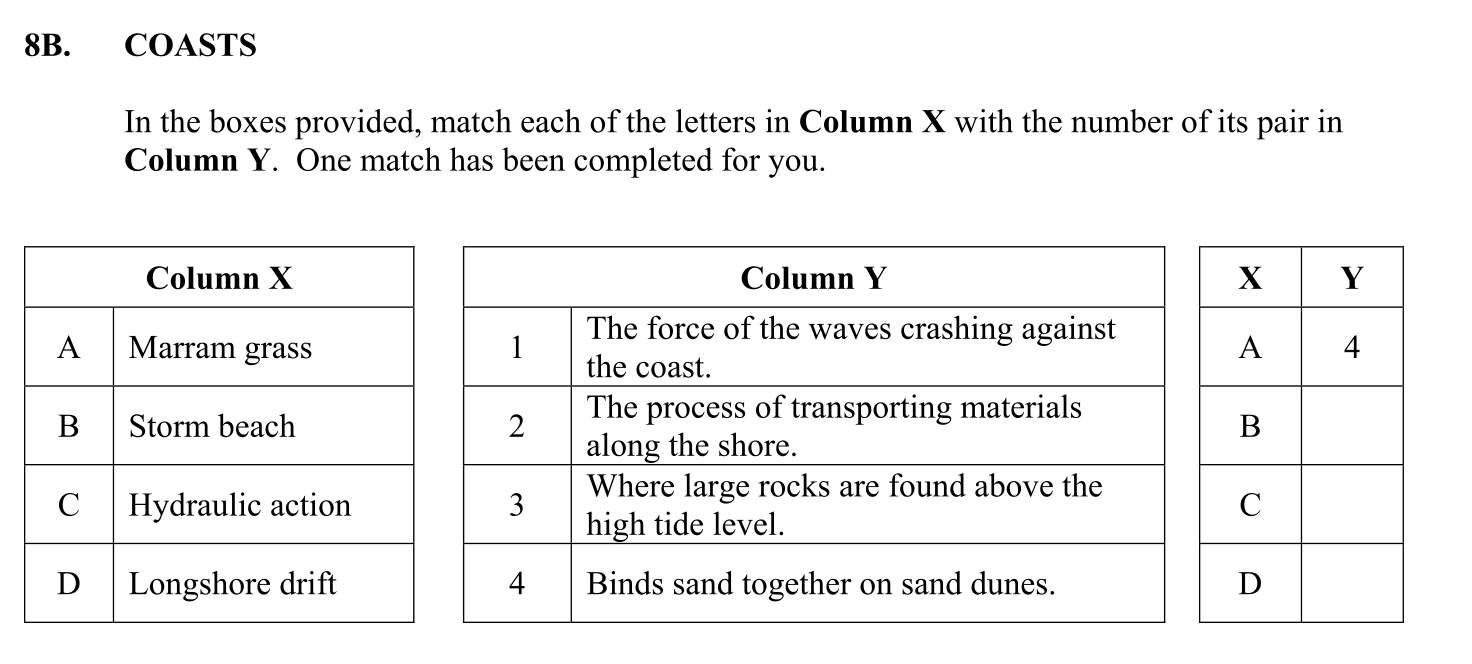 8B. COASTS
In the boxes provided, match each of the letters in Column X with the number of its pair in
Column Y. One match has been completed for you.
Column X
A Marram grass
B Storm beach
C Hydraulic action
D Longshore drift
Column Y
1 The force of the waves crashing against
the coast.
2 The process of transporting materials
along the shore.
3 Where large rocks are found above the
high tide level.
4 Binds sand together on sand dunes.
X Y
A 4
B
C
D